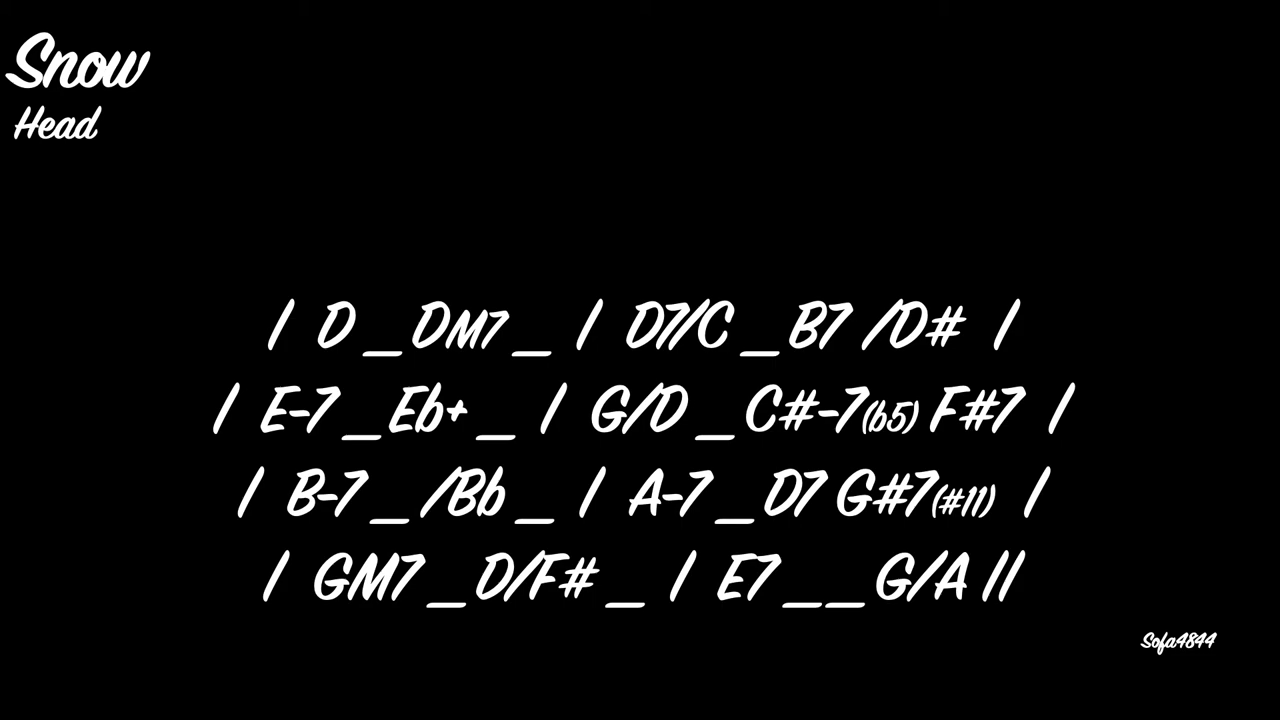 Snow
Head
| D _ DM7 _ | D7/C _ B7 /D# |
| E-7 _ Eb+ _ | G/D _ C#-7(b5) F#7 |
| B-7 _ /Bb _ | A-7 _ D7 G#7(#11) |
| GM7 _ D/F# _ | E7 _ _ G/A ||
Sofa4844